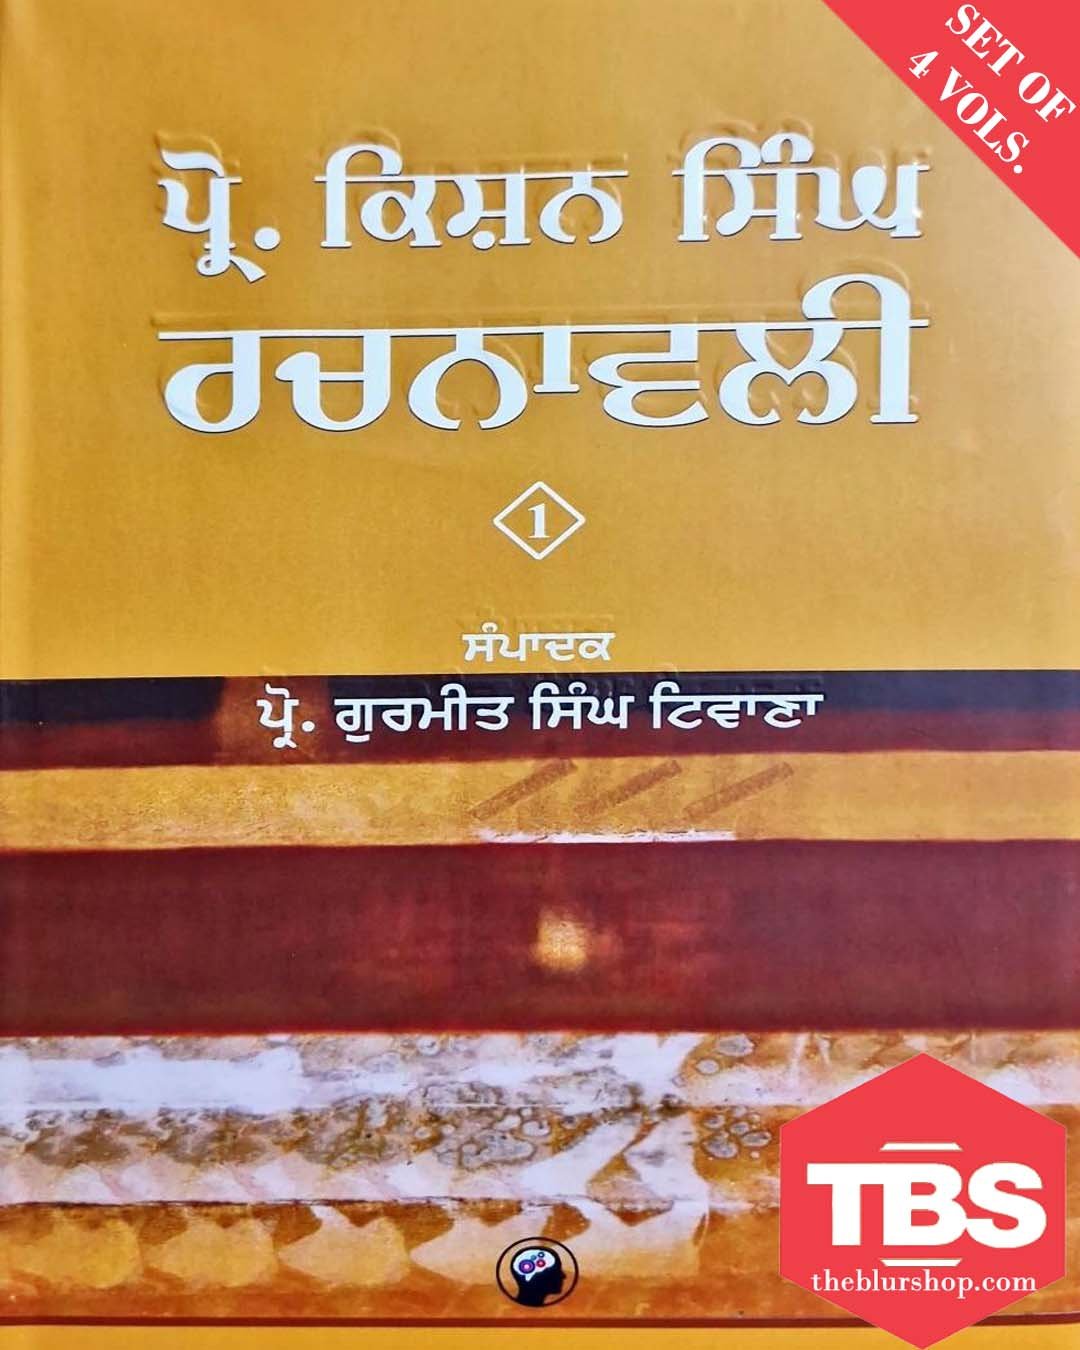 SET OF
4 VOLS.
ਪ੍ਰੋ. ਕਿਸ਼ਨ ਸਿੰਘ
ਰਚਨਾਵਲੀ
1
ਸੰਪਾਦਕ
ਪ੍ਰੋ. ਗੁਰਮੀਤ ਸਿੰਘ ਟਿਵਾਣਾ
TBS
theblurshop.com